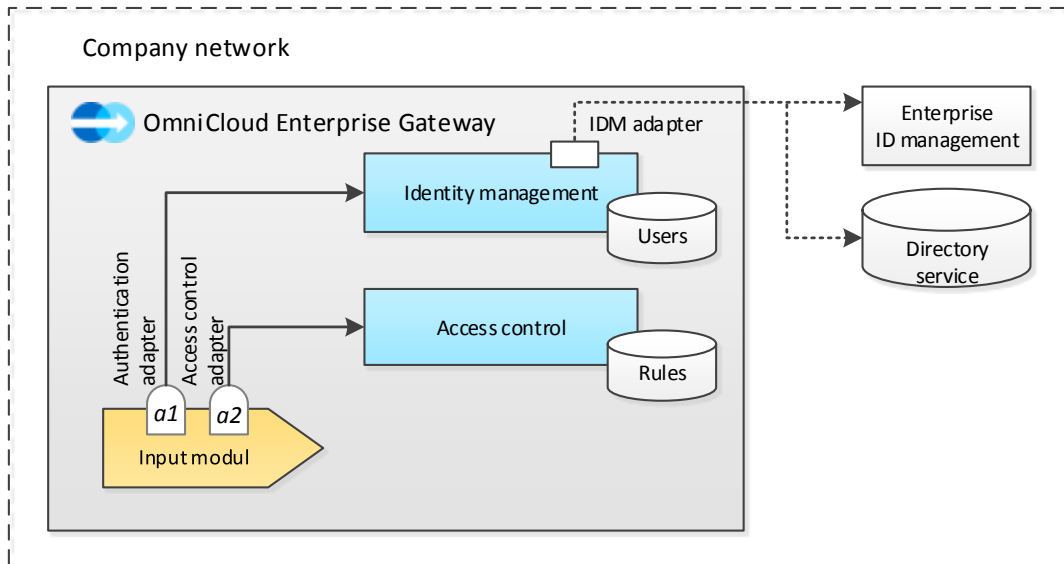 Company network
OmniCloud Enterprise Gateway
IDM adapter
Enterprise
ID management
Identity management
Users
Directory
service
Authentication
adapter
Access control
adapter
Access control
Rules
a1
a2
Input modul